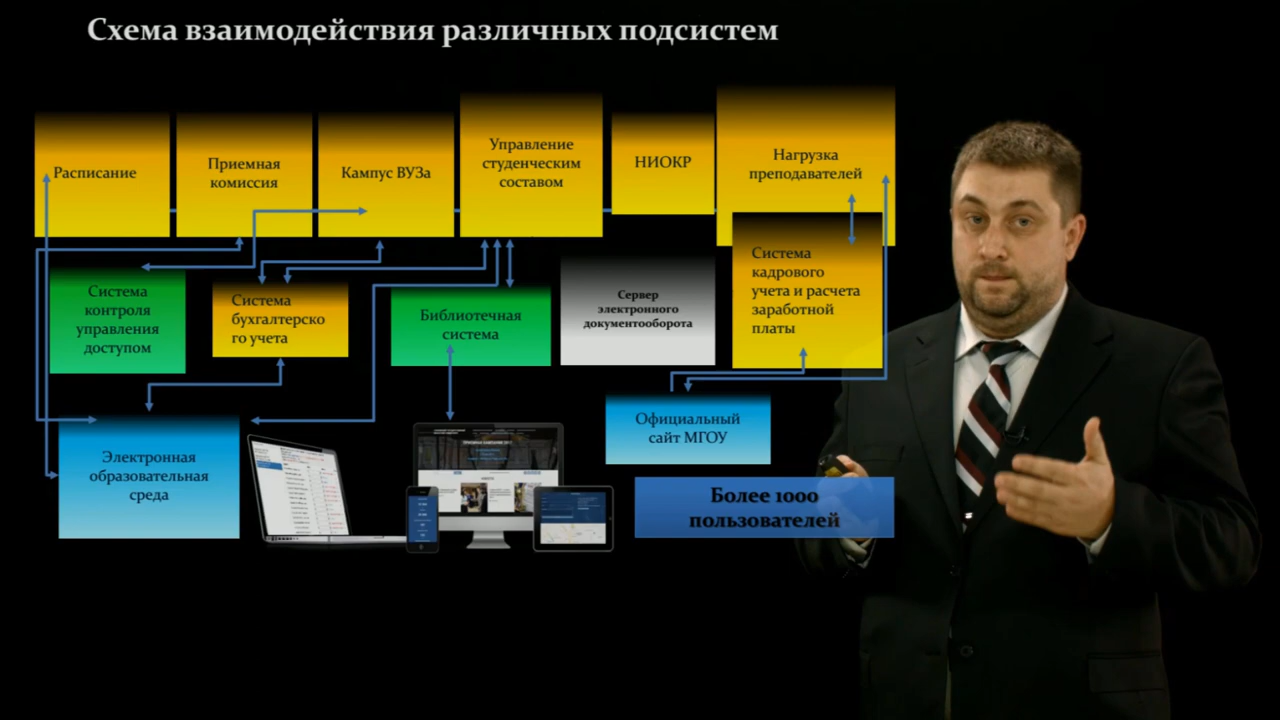 Схема взаимодействия различных подсистем
Расписание
Приемная
комиссия
Кампус ВУЗа
Управление
студенческим
составом
НИОКР
Нагрузка
преподавателей
Система
контроля
управления
доступом
Система
бухгалтерско
го учета
Библиотечная
система
Сервер
электронного
документооборота
Система
кадрового
учета и расчета
заработной
платы
Электронная
образовательная
среда
Официальный
сайт МГОУ
Более 1000
пользователей